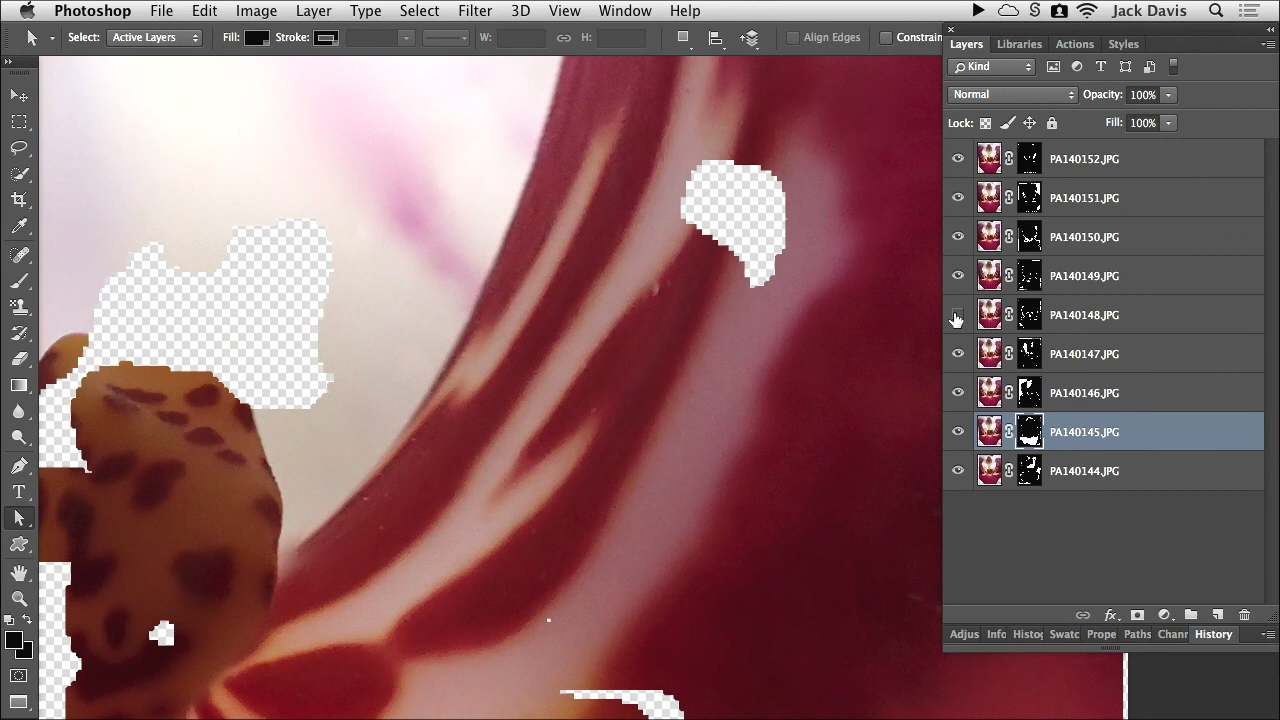 Photoshop File Edit Image Layer Type Select Filter 3D View Window Help Jack Davis
Select: Active Layers Fill: Stroke: W: H: Align Edges Constrain
Layers Libraries Actions Styles
Kind
Normal Opacity: 100%
Lock: Fill: 100%
PA140152.JPG
PA140151.JPG
PA140150.JPG
PA140149.JPG
PA140148.JPG
PA140147.JPG
PA140146.JPG
PA140145.JPG
PA140144.JPG
fx
Adjus Info Histog Swatc Prope Paths Chann History